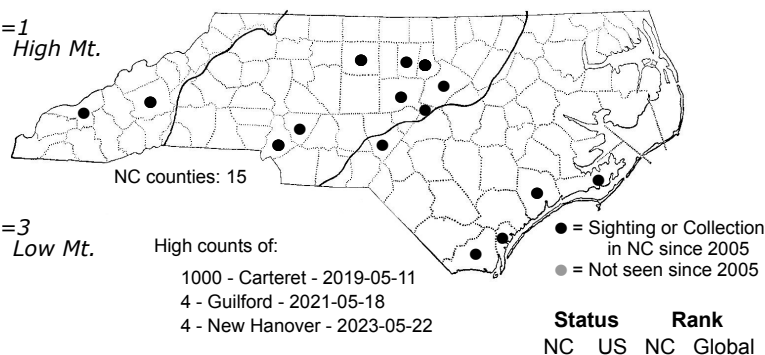 =1
High Mt.
NC counties: 15
=3
Low Mt.
High counts of:
1000 - Carteret - 2019-05-11
4 - Guilford - 2021-05-18
4 - New Hanover - 2023-05-22
= Sighting or Collection
in NC since 2005
= Not seen since 2005
Status Rank
NC US NC Global